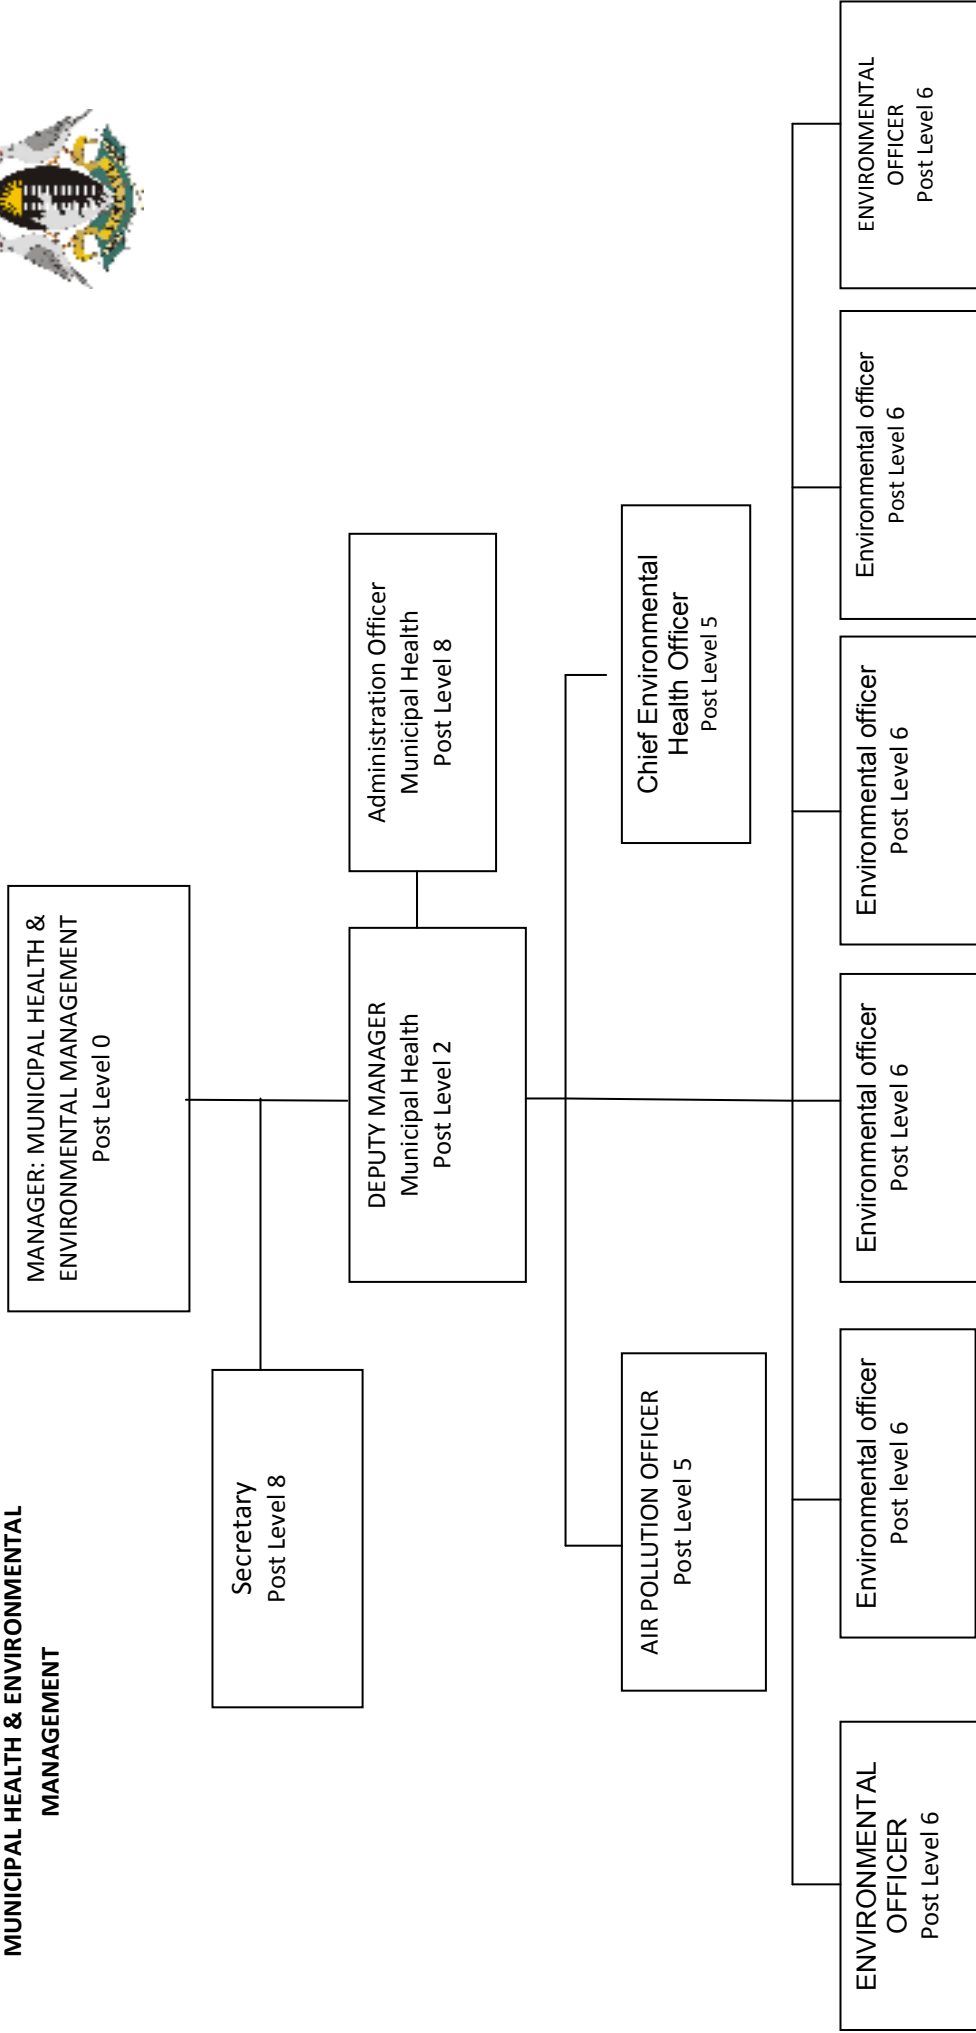 MUNICIPAL HEALTH & ENVIRONMENTAL
MANAGEMENT
MANAGER: MUNICIPAL HEALTH &
ENVIRONMENTAL MANAGEMENT
Post Level 0
Secretary
Post Level 8
DEPUTY MANAGER
Municipal Health
Post Level 2
Administration Officer
Municipal Health
Post Level 8
AIR POLLUTION OFFICER
Post Level 5
Chief Environmental
Health Officer
Post Level 5
ENVIRONMENTAL
OFFICER
Post Level 6
Environmental officer
Post level 6
Environmental officer
Post Level 6
Environmental officer
Post Level 6
Environmental officer
Post Level 6
ENVIRONMENTAL
OFFICER
Post Level 6